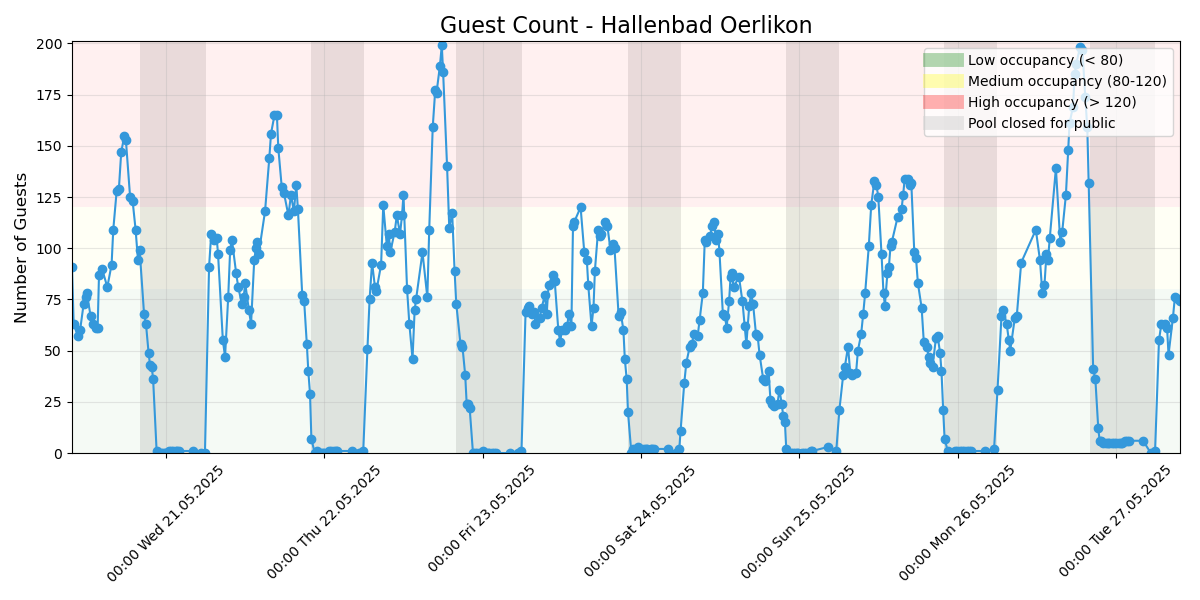 Guest Count - Hallenbad Oerlikon
Number of Guests
200
175
150
125
100
75
50
25
0
Low occupancy (< 80)
Medium occupancy (80-120)
High occupancy (> 120)
Pool closed for public
00:00 Wed 21.05.2025
00:00 Thu 22.05.2025
00:00 Fri 23.05.2025
00:00 Sat 24.05.2025
00:00 Sun 25.05.2025
00:00 Mon 26.05.2025
00:00 Tue 27.05.2025